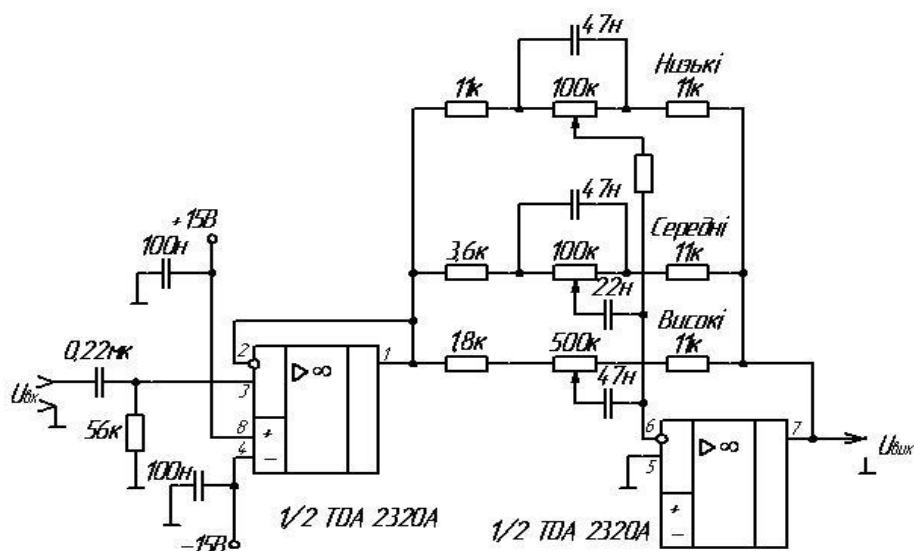 47н
Низькі
11к
100к
11к
47н
+15В
Середні
100н
3,6к
100к
11к
22н
Високі
0,22мк
2
1
1,8к
500к
11к
▷∞
3
47н
Uвх
56к
8
+
6
7
▷∞
Uвих
4
−
5
100н
1/2 TDA 2320A
+
−15В
1/2 TDA 2320A
−